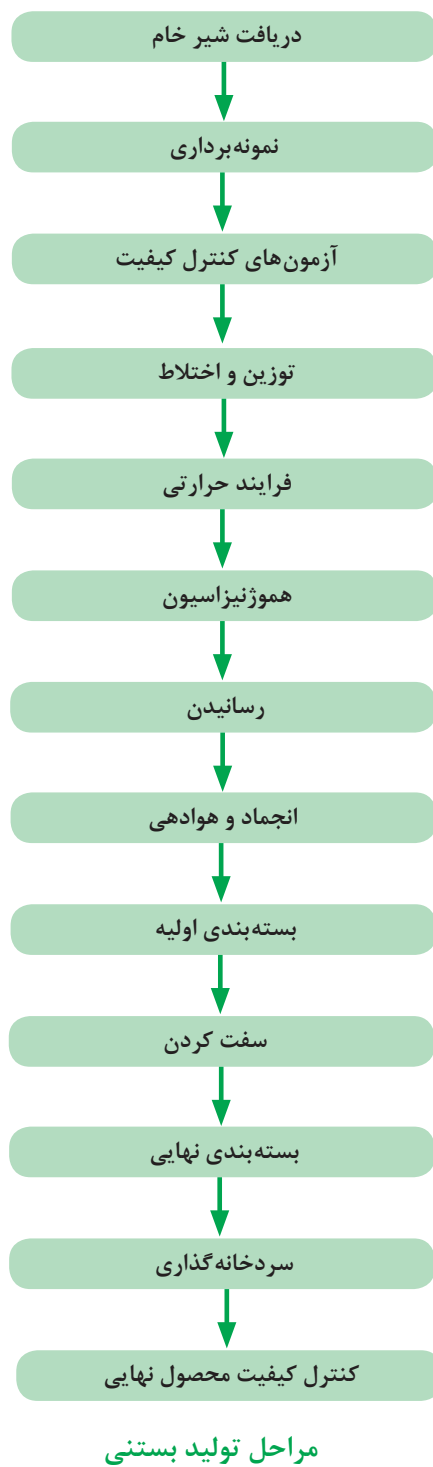 دریافت شیر خام
نمونه‌برداری
آزمون‌های کنترل کیفیت
توزین و اختلاط
فرایند حرارتی
هموژنیزاسیون
رسانیدن
انجماد و هوادهی
بسته‌بندی اولیه
سفت کردن
بسته‌بندی نهایی
سردخانه‌گذاری
کنترل کیفیت محصول نهایی
مراحل تولید بستنی